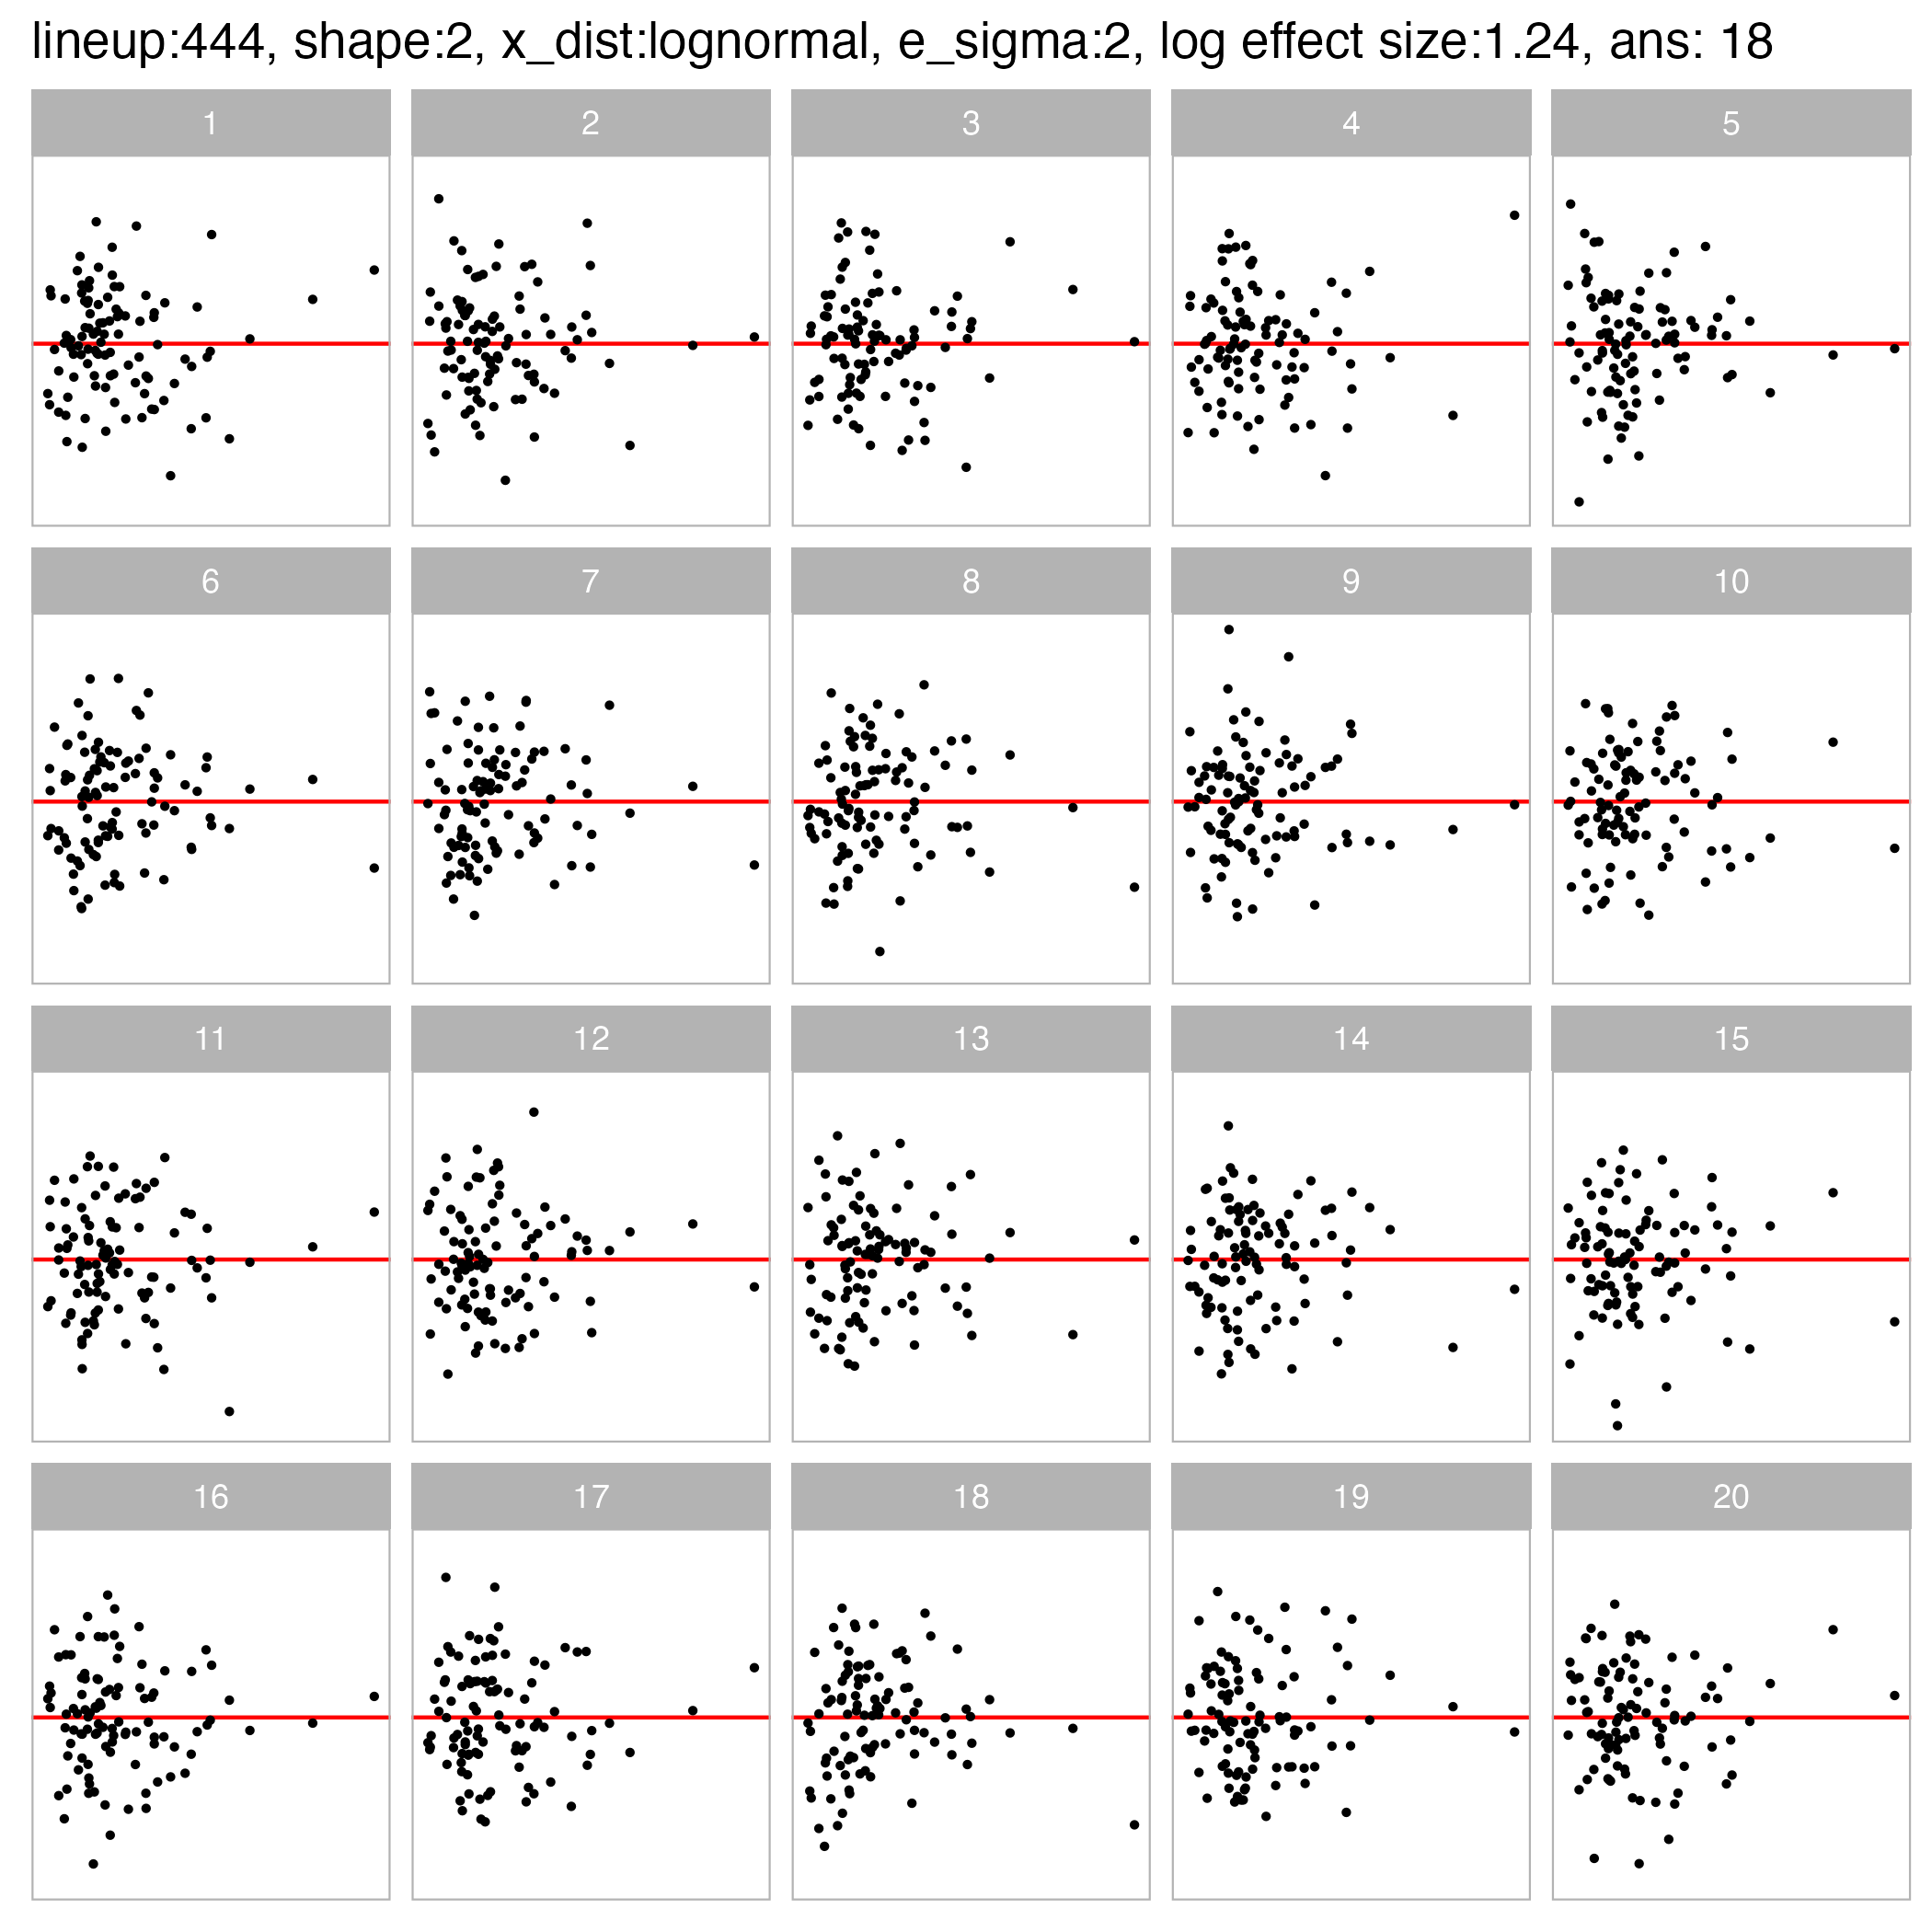 lineup:444, shape:2, x_dist:lognormal, e_sigma:2, log effect size:1.24, ans: 18
1 2 3 4 5
6 7 8 9 10
11 12 13 14 15
16 17 18 19 20